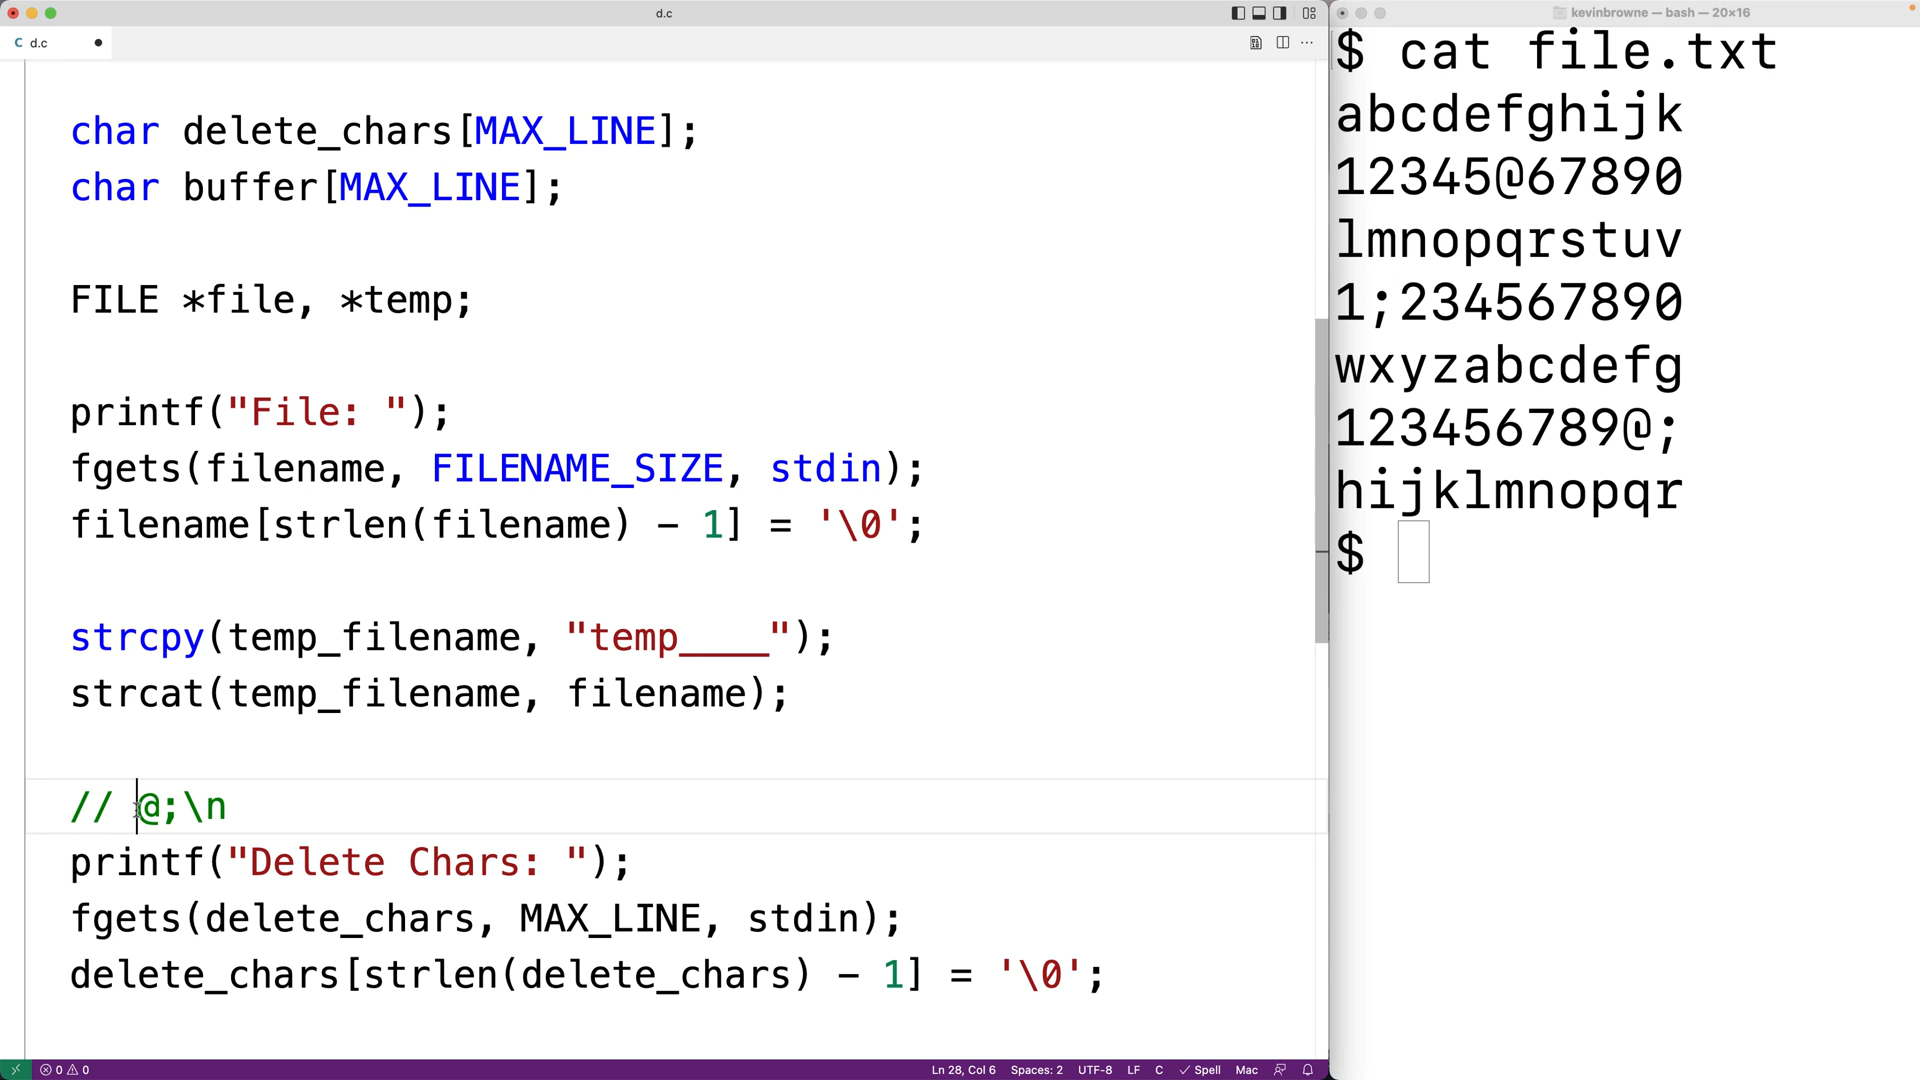 d.c
C d.c
char delete_chars[MAX_LINE];
char buffer[MAX_LINE];
FILE *file, *temp;
printf("File: ");
fgets(filename, FILENAME_SIZE, stdin);
filename[strlen(filename) - 1] = '\0';
strcpy(temp_filename, "temp____");
strcat(temp_filename, filename);
// @;\n
printf("Delete Chars: ");
fgets(delete_chars, MAX_LINE, stdin);
delete_chars[strlen(delete_chars) - 1] = '\0';
0 0 Ln 28, Col 6 Spaces: 2 UTF-8 LF C Spell Mac
kevinbrowne — bash — 20×16
$ cat file.txt
abcdefghijk
12345@67890
lmnopqrstuv
1;234567890
wxyzabcdefg
123456789@;
hijklmnopqr
$